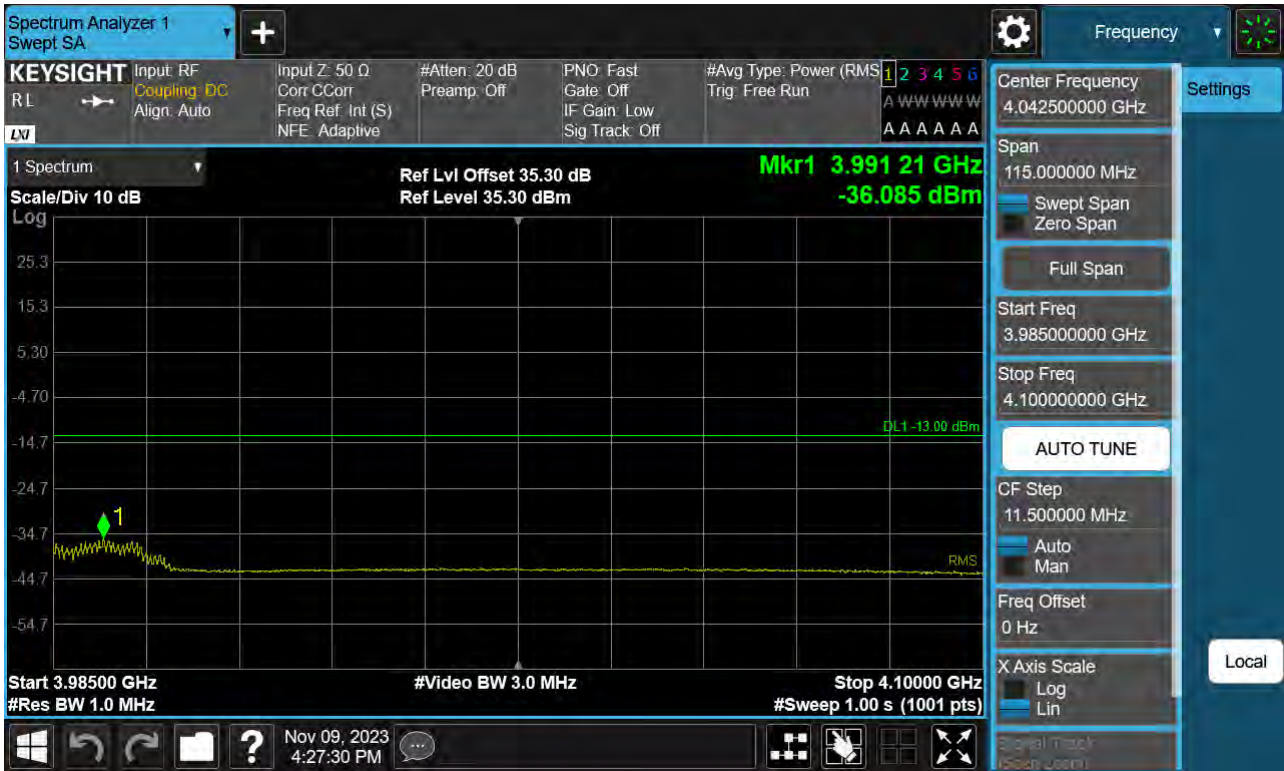 Spectrum Analyzer 1
Swept SA
Frequency
KEYSIGHT
RL
LXI
Input: RF
Coupling: DC
Align: Auto
Input Z: 50 Ω
Corr CCorr
Freq Ref: Int (S)
NFE: Adaptive
#Atten: 20 dB
Preamp: Off
PNO: Fast
Gate: Off
IF Gain: Low
Sig Track: Off
#Avg Type: Power (RMS
Trig: Free Run
1 2 3 4 5 6
A W W W W W
A A A A A A
1 Spectrum
Scale/Div 10 dB
Log
Ref Lvl Offset 35.30 dB
Ref Level 35.30 dBm
Mkr1 3.991 21 GHz
-36.085 dBm
25.3
15.3
5.30
-4.70
DL1 -13.00 dBm
-14.7
-24.7
1
-34.7
RMS
-44.7
-54.7
Start 3.98500 GHz
#Res BW 1.0 MHz
#Video BW 3.0 MHz
Stop 4.10000 GHz
#Sweep 1.00 s (1001 pts)
Center Frequency
4.042500000 GHz
Settings
Span
115.000000 MHz
Swept Span
Zero Span
Full Span
Start Freq
3.985000000 GHz
Stop Freq
4.100000000 GHz
AUTO TUNE
CF Step
11.500000 MHz
Auto
Man
Freq Offset
0 Hz
X Axis Scale
Log
Lin
Signal Track
(Span Zoom)
Local
?
Nov 09, 2023
4:27:30 PM